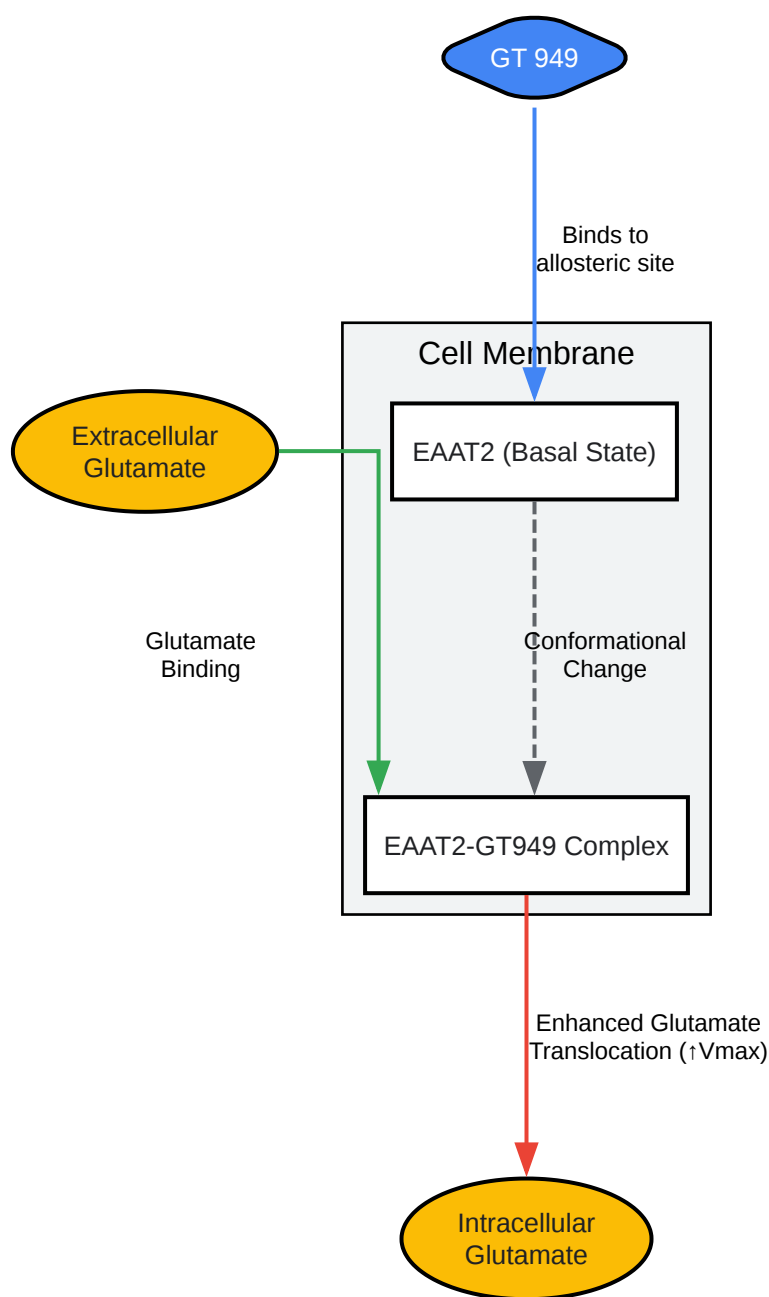 GT 949
Binds to
allosteric site
Cell Membrane
Extracellular
Glutamate
EAAT2 (Basal State)
Glutamate
Binding
Conformational
Change
EAAT2-GT949 Complex
Enhanced Glutamate
Translocation (↑Vmax)
Intracellular
Glutamate